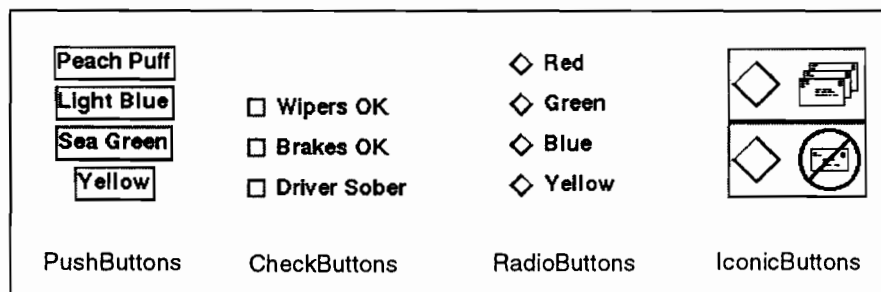 Peach Puff
Light Blue
Sea Green
Yellow
PushButtons
Wipers OK
Brakes OK
Driver Sober
CheckButtons
Red
Green
Blue
Yellow
RadioButtons
IconicButtons